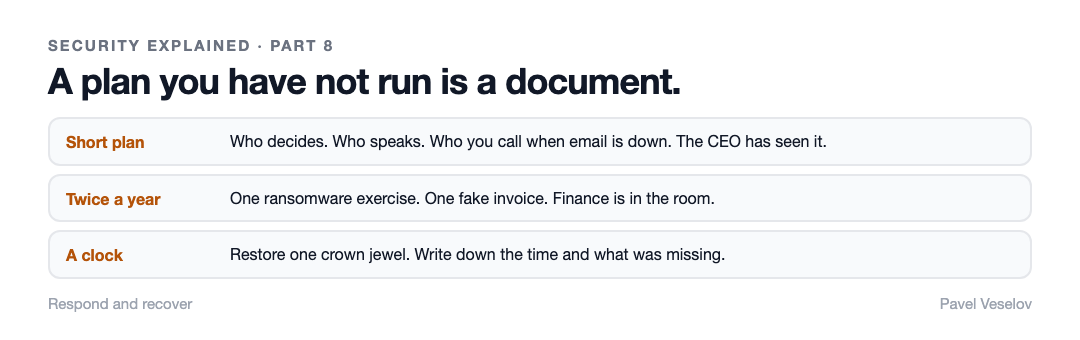 SECURITY EXPLAINED · PART 8
A plan you have not run is a document.
Short plan Who decides. Who speaks. Who you call when email is down. The CEO has seen it.
Twice a year One ransomware exercise. One fake invoice. Finance is in the room.
A clock Restore one crown jewel. Write down the time and what was missing.
Respond and recover Pavel Veselov